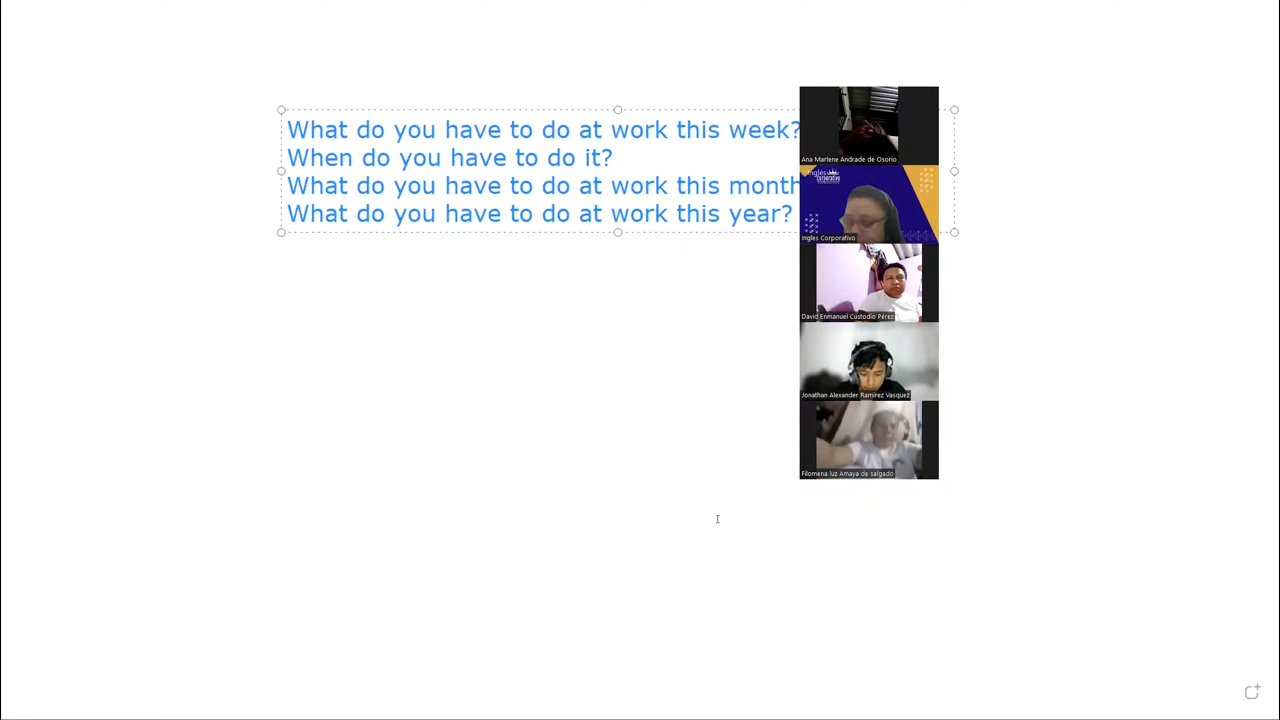 What do you have to do at work this week?
When do you have to do it?
What do you have to do at work this month
What do you have to do at work this year?
Ana Marlene Andrade de Osorio
Inglés
corporativo
Ingles Corporativo
David Enmanuel Custodio Pérez
Jonathan Alexander Ramirez Vasquez
Filomena luz Amaya de salgado